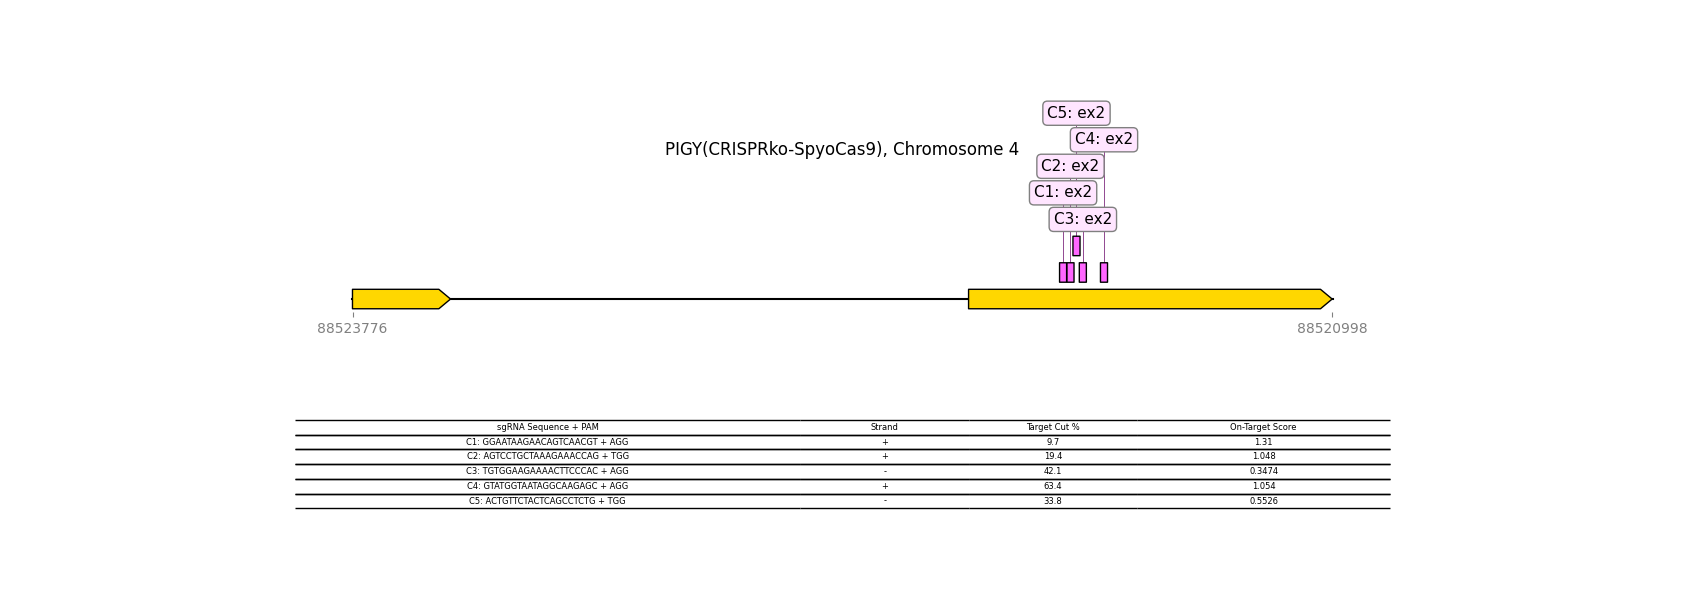 C5: ex2
C4: ex2
PIGY(CRISPRko-SpyoCas9), Chromosome 4
C2: ex2
C1: ex2
C3: ex2
88523776
88520998
sgRNA Sequence + PAM Strand Target Cut % On-Target Score
C1: GGAATAAGAACAGTCAACGT + AGG + 9.7 1.31
C2: AGTCCTGCTAAAGAAACCAG + TGG + 19.4 1.048
C3: TGTGGAAGAAAACTTCCCAC + AGG - 42.1 0.3474
C4: GTATGGTAATAGGCAAGAGC + AGG + 63.4 1.054
C5: ACTGTTCTACTCAGCCTCTG + TGG - 33.8 0.5526